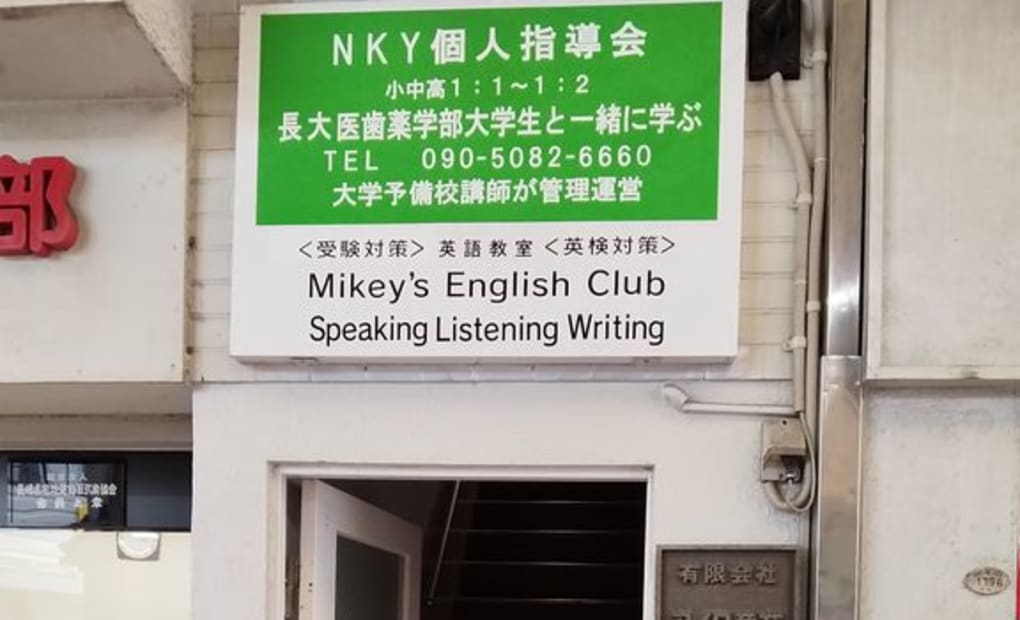 NKY個人指導会
小中高1：1～1：2
長大医歯薬学部大学生と一緒に学ぶ
TEL 090-5082-6660
大学予備校講師が管理運営
＜受験対策＞ 英語教室 ＜英検対策＞
Mikey's English Club
Speaking Listening Writing
部
有限会社